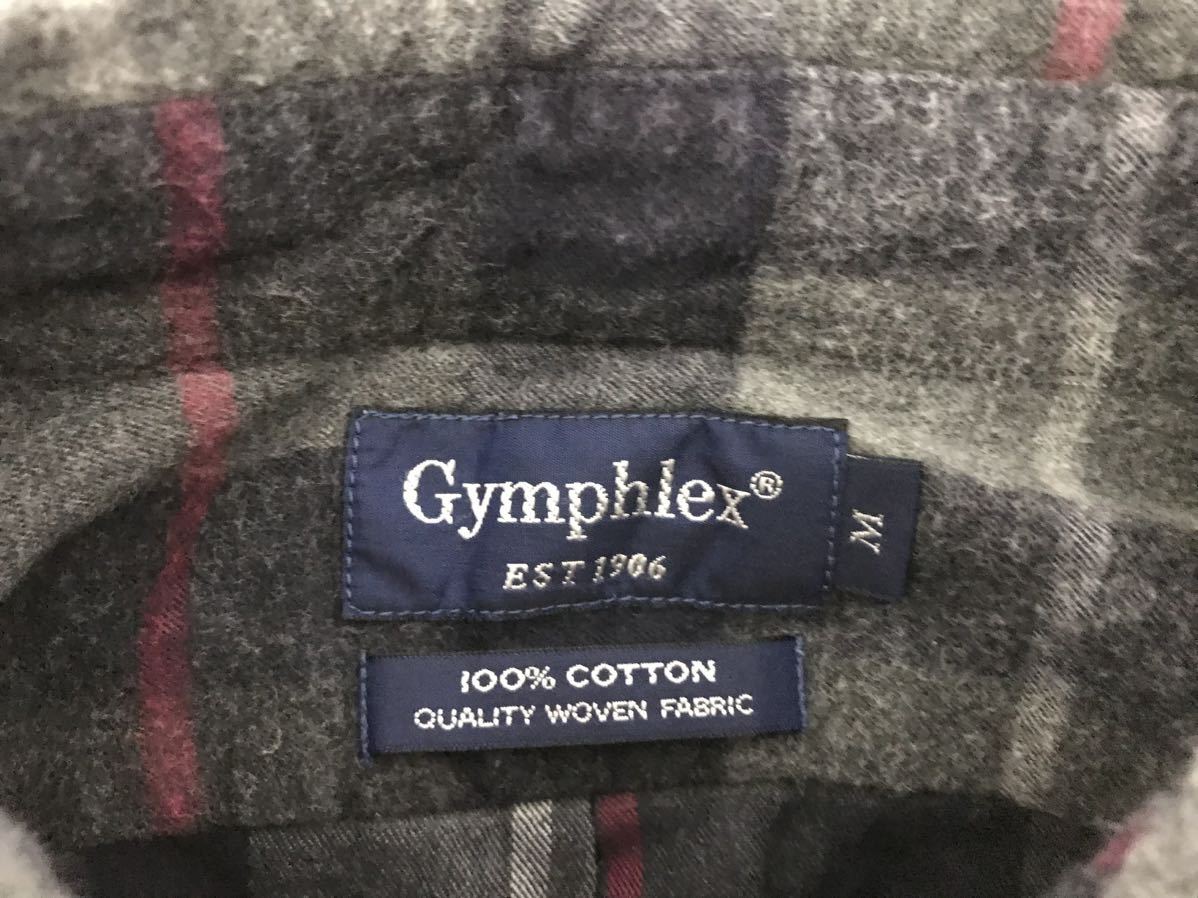 Gymphlex®
EST 1906
M
100% COTTON
QUALITY WOVEN FABRIC